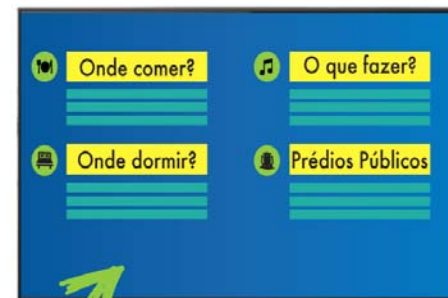 Onde comer?
O que fazer?
Onde dormir?
Prédios Públicos